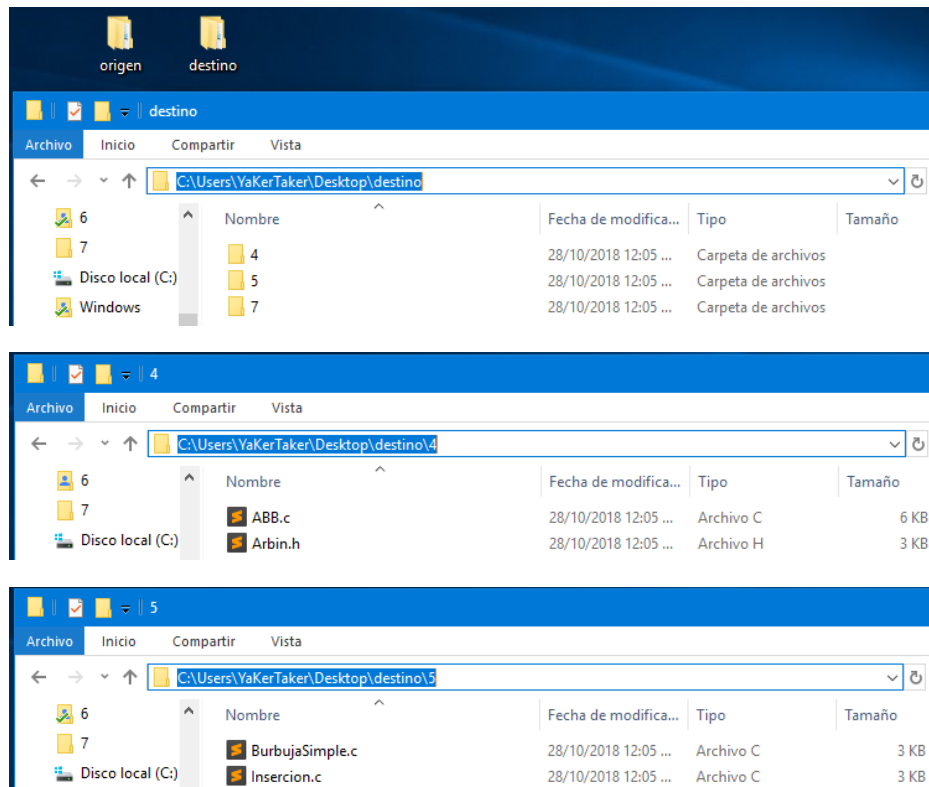 origen destino
destino
Archivo Inicio Compartir Vista
C:\Users\YaKerTaker\Desktop\destino
6 Nombre Fecha de modifica... Tipo Tamaño
7 4 28/10/2018 12:05 ... Carpeta de archivos
Disco local (C:) 5 28/10/2018 12:05 ... Carpeta de archivos
Windows 7 28/10/2018 12:05 ... Carpeta de archivos
4
Archivo Inicio Compartir Vista
C:\Users\YaKerTaker\Desktop\destino\4
6 Nombre Fecha de modifica... Tipo Tamaño
7 ABB.c 28/10/2018 12:05 ... Archivo C 6 KB
Disco local (C:) Arbin.h 28/10/2018 12:05 ... Archivo H 3 KB
5
Archivo Inicio Compartir Vista
C:\Users\YaKerTaker\Desktop\destino\5
6 Nombre Fecha de modifica... Tipo Tamaño
7 BurbujaSimple.c 28/10/2018 12:05 ... Archivo C 3 KB
Disco local (C:) Insercion.c 28/10/2018 12:05 ... Archivo C 3 KB